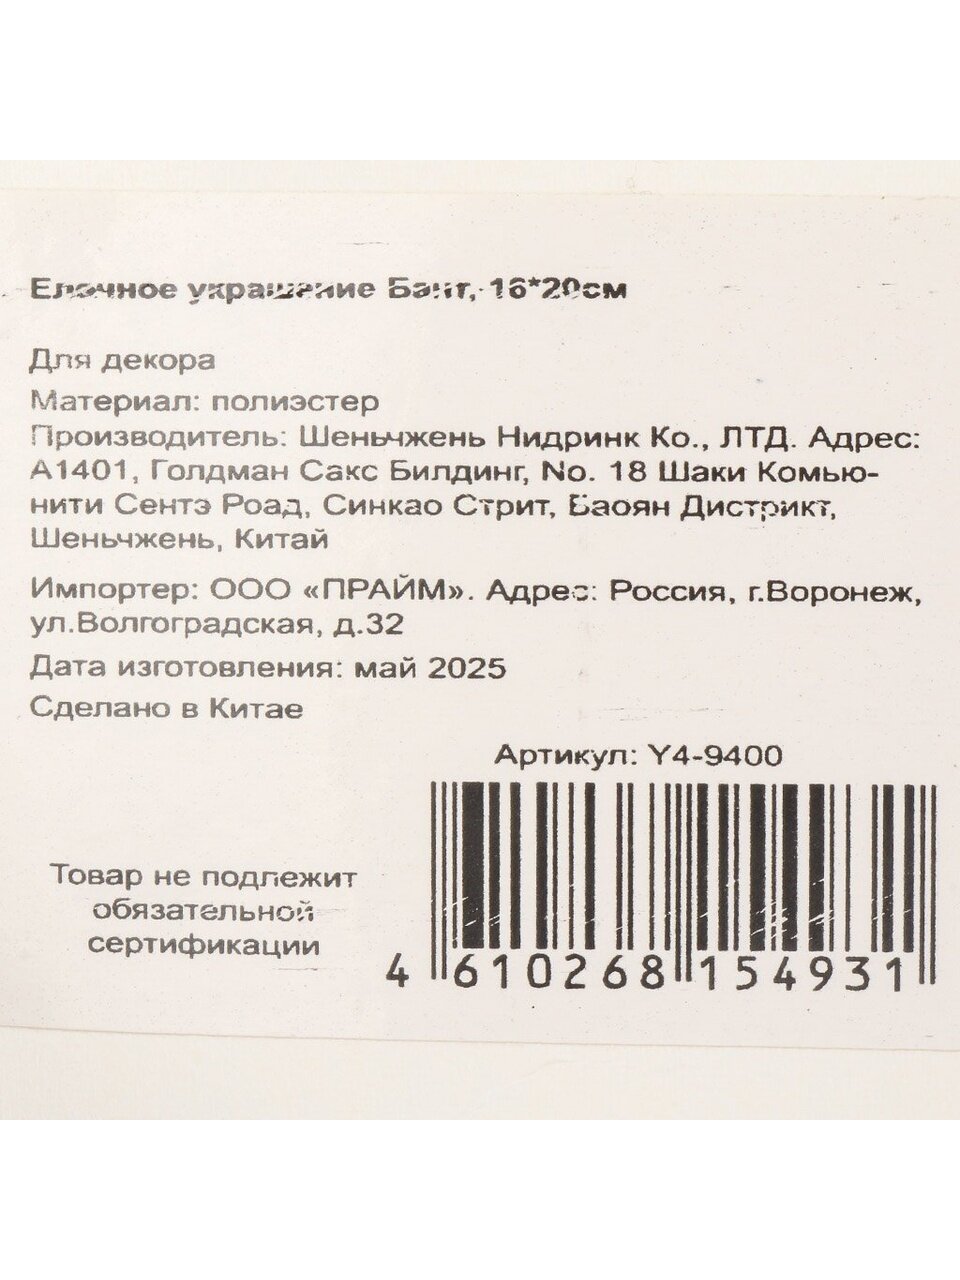 Елочное украшение Бант, 16*20см
Для декора
Материал: полиэстер
Производитель: Шеньчжень Нидринк Ко., ЛТД. Адрес:
А1401, Голдман Сакс Билдинг, No. 18 Шаки Комью-
нити Сентэ Роад, Синкао Стрит, Баоян Дистрикт,
Шеньчжень, Китай
Импортер: ООО «ПРАЙМ». Адрес: Россия, г.Воронеж,
ул.Волгоградская, д.32
Дата изготовления: май 2025
Сделано в Китае
Артикул: Y4-9400
Товар не подлежит
обязательной
сертификации
4 610268 154931